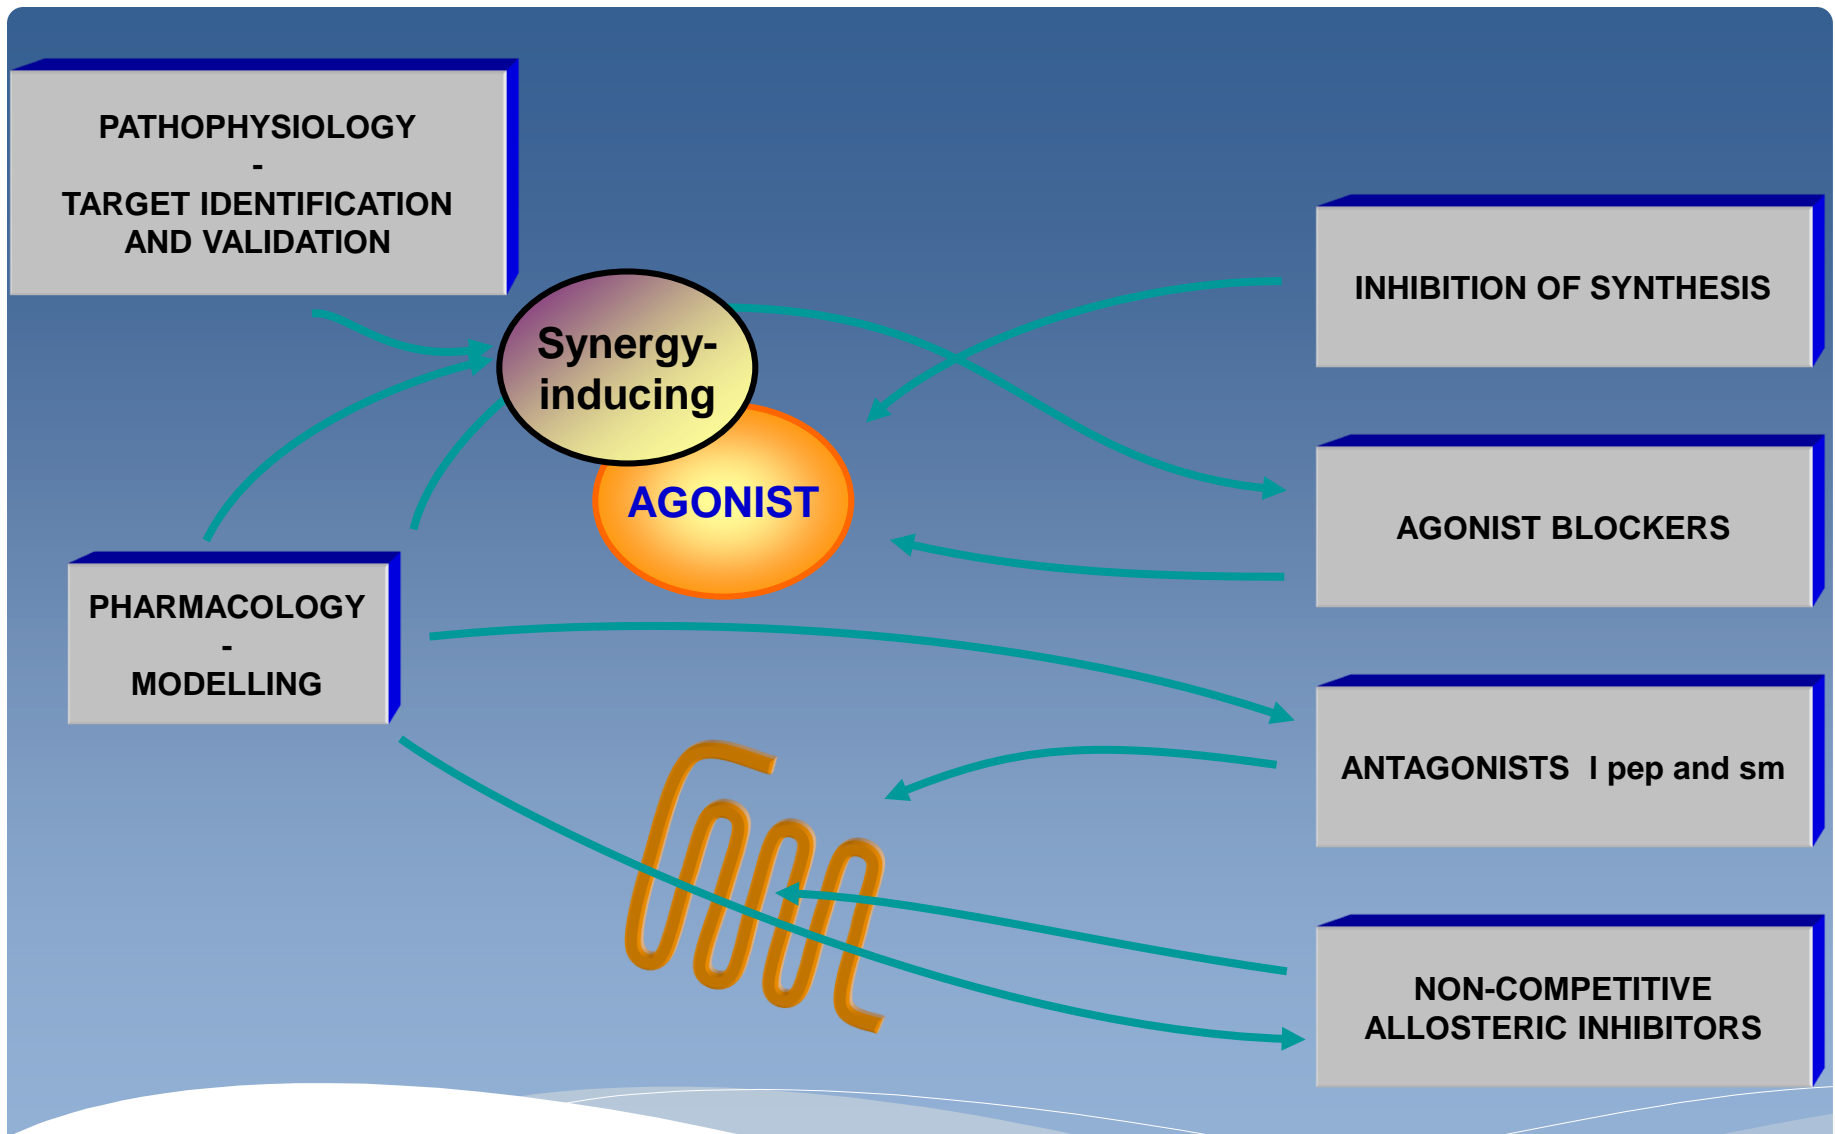 PATHOPHYSIOLOGY
-
TARGET IDENTIFICATION
AND VALIDATION
Synergy-
inducing
AGONIST
PHARMACOLOGY
-
MODELLING
INHIBITION OF SYNTHESIS
AGONIST BLOCKERS
ANTAGONISTS  I pep and sm
NON-COMPETITIVE
ALLOSTERIC INHIBITORS